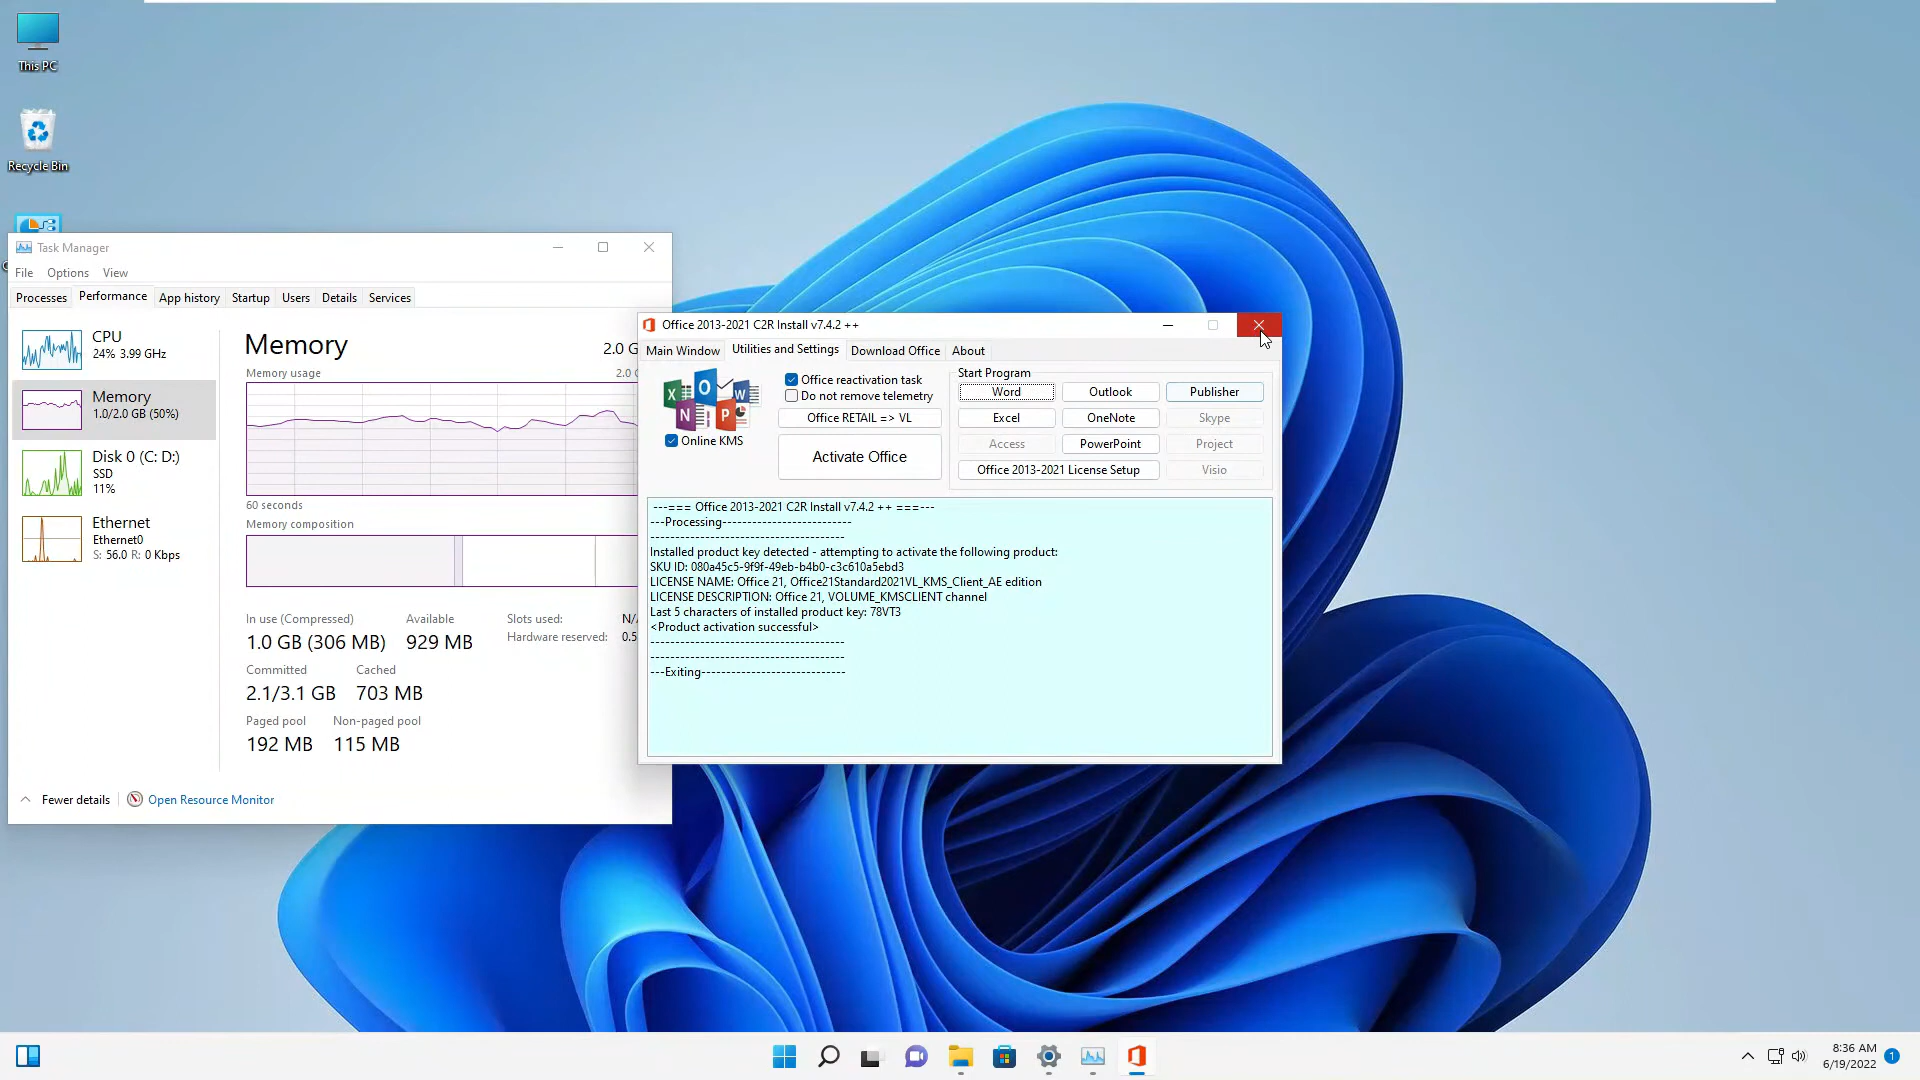 This PC
Recycle Bin
Task Manager
File Options View
Processes Performance App history Startup Users Details Services
CPU
24% 3.99 GHz
Memory
1.0/2.0 GB (50%)
Disk 0 (C: D:)
SSD
11%
Ethernet
Ethernet0
S: 56.0 R: 0 Kbps
Memory
2.0 G
Memory usage
2.0
60 seconds
Memory composition
In use (Compressed)
1.0 GB (306 MB)
Available
929 MB
Slots used:
N/
Hardware reserved:
0.5
Committed
2.1/3.1 GB
Cached
703 MB
Paged pool
192 MB
Non-paged pool
115 MB
Fewer details
Open Resource Monitor
Office 2013-2021 C2R Install v7.4.2 ++
Main Window Utilities and Settings Download Office About
Office reactivation task
Do not remove telemetry
Online KMS
Office RETAIL => VL
Activate Office
Start Program
Word Outlook Publisher
Excel OneNote Skype
Access PowerPoint Project
Office 2013-2021 License Setup Visio
---=== Office 2013-2021 C2R Install v7.4.2 ++ ===---
---Processing--------------------------
---------------------------------------
Installed product key detected - attempting to activate the following product:
SKU ID: 080a45c5-9f9f-49eb-b4b0-c3c610a5ebd3
LICENSE NAME: Office 21, Office21Standard2021VL_KMS_Client_AE edition
LICENSE DESCRIPTION: Office 21, VOLUME_KMSCLIENT channel
Last 5 characters of installed product key: 78VT3
<Product activation successful>
---------------------------------------
---------------------------------------
---Exiting-----------------------------
8:36 AM
6/19/2022
1